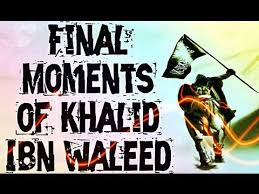 FINAL
MOMENTS
OF KHALID
IBN WALEED